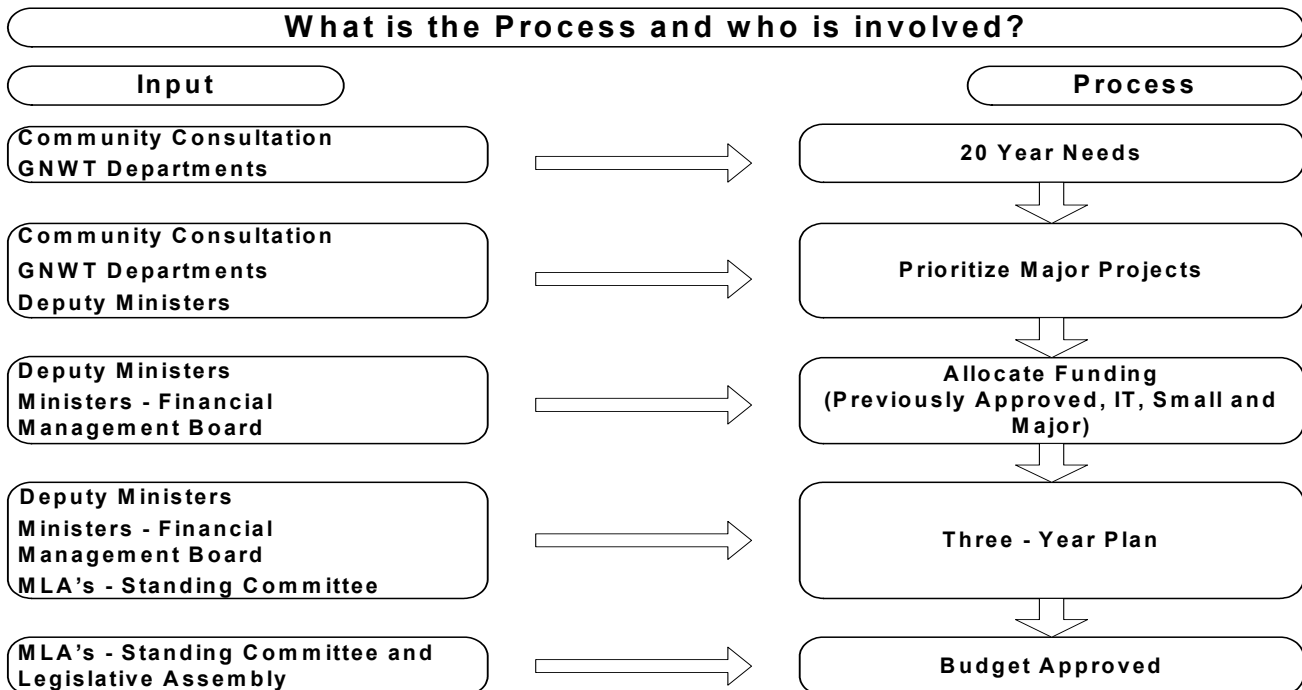 What is the Process and who is involved?
Input
Process
Community Consultation
GNWT Departments
20 Year Needs
Community Consultation
GNWT Departments
Deputy Ministers
Prioritize Major Projects
Deputy Ministers
Ministers - Financial
Management Board
Allocate Funding
(Previously Approved, IT, Small and
Major)
Deputy Ministers
Ministers - Financial
Management Board
MLA's - Standing Committee
Three - Year Plan
MLA's - Standing Committee and
Legislative Assembly
Budget Approved